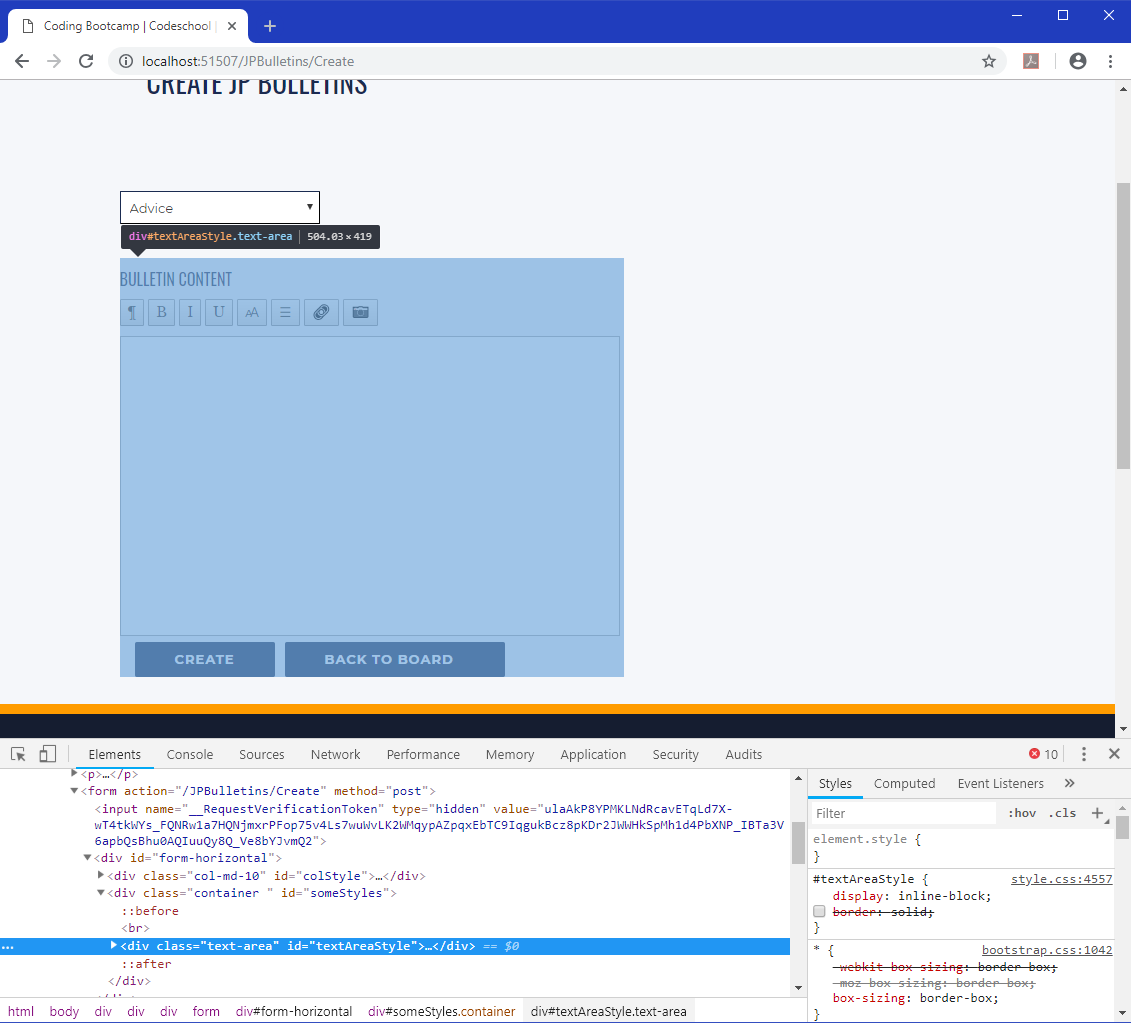 Coding Bootcamp | Codeschool |
localhost:51507/JPBulletins/Create
CREATE JP BULLETINS
Advice
div#textAreaStyle.text-area | 504.03 × 419
BULLETIN CONTENT
¶ B I U AA
CREATE BACK TO BOARD
Elements Console Sources Network Performance Memory Application Security Audits 10
<p>…</p>
<form action="/JPBulletins/Create" method="post">
<input name="__RequestVerificationToken" type="hidden" value="ulaAkP8YPMKLNdRcavETqLd7X-
wT4tkWYs_FQNRw1a7HQNjmxrPFop75v4Ls7wuWvLK2WMqypAZpqxEbTC9IqgukBcz8pKDr2JWWHkSpMh1d4PbXNP_IBTa3V
6apbQsBhu0AQIuuQy8Q_Ve8bYJvmQ2">
<div id="form-horizontal">
<div class="col-md-10" id="colStyle">…</div>
<div class="container " id="someStyles">
::before
<br>
… <div class="text-area" id="textAreaStyle">…</div> == $0
::after
</div>
</div>
html body div div div form div#form-horizontal div#someStyles.container div#textAreaStyle.text-area
Styles Computed Event Listeners »
Filter :hov .cls +
element.style {
}
#textAreaStyle { style.css:4557
display: inline-block;
border: solid;
}
* { bootstrap.css:1042
-webkit-box-sizing: border-box;
-moz-box-sizing: border-box;
box-sizing: border-box;
}